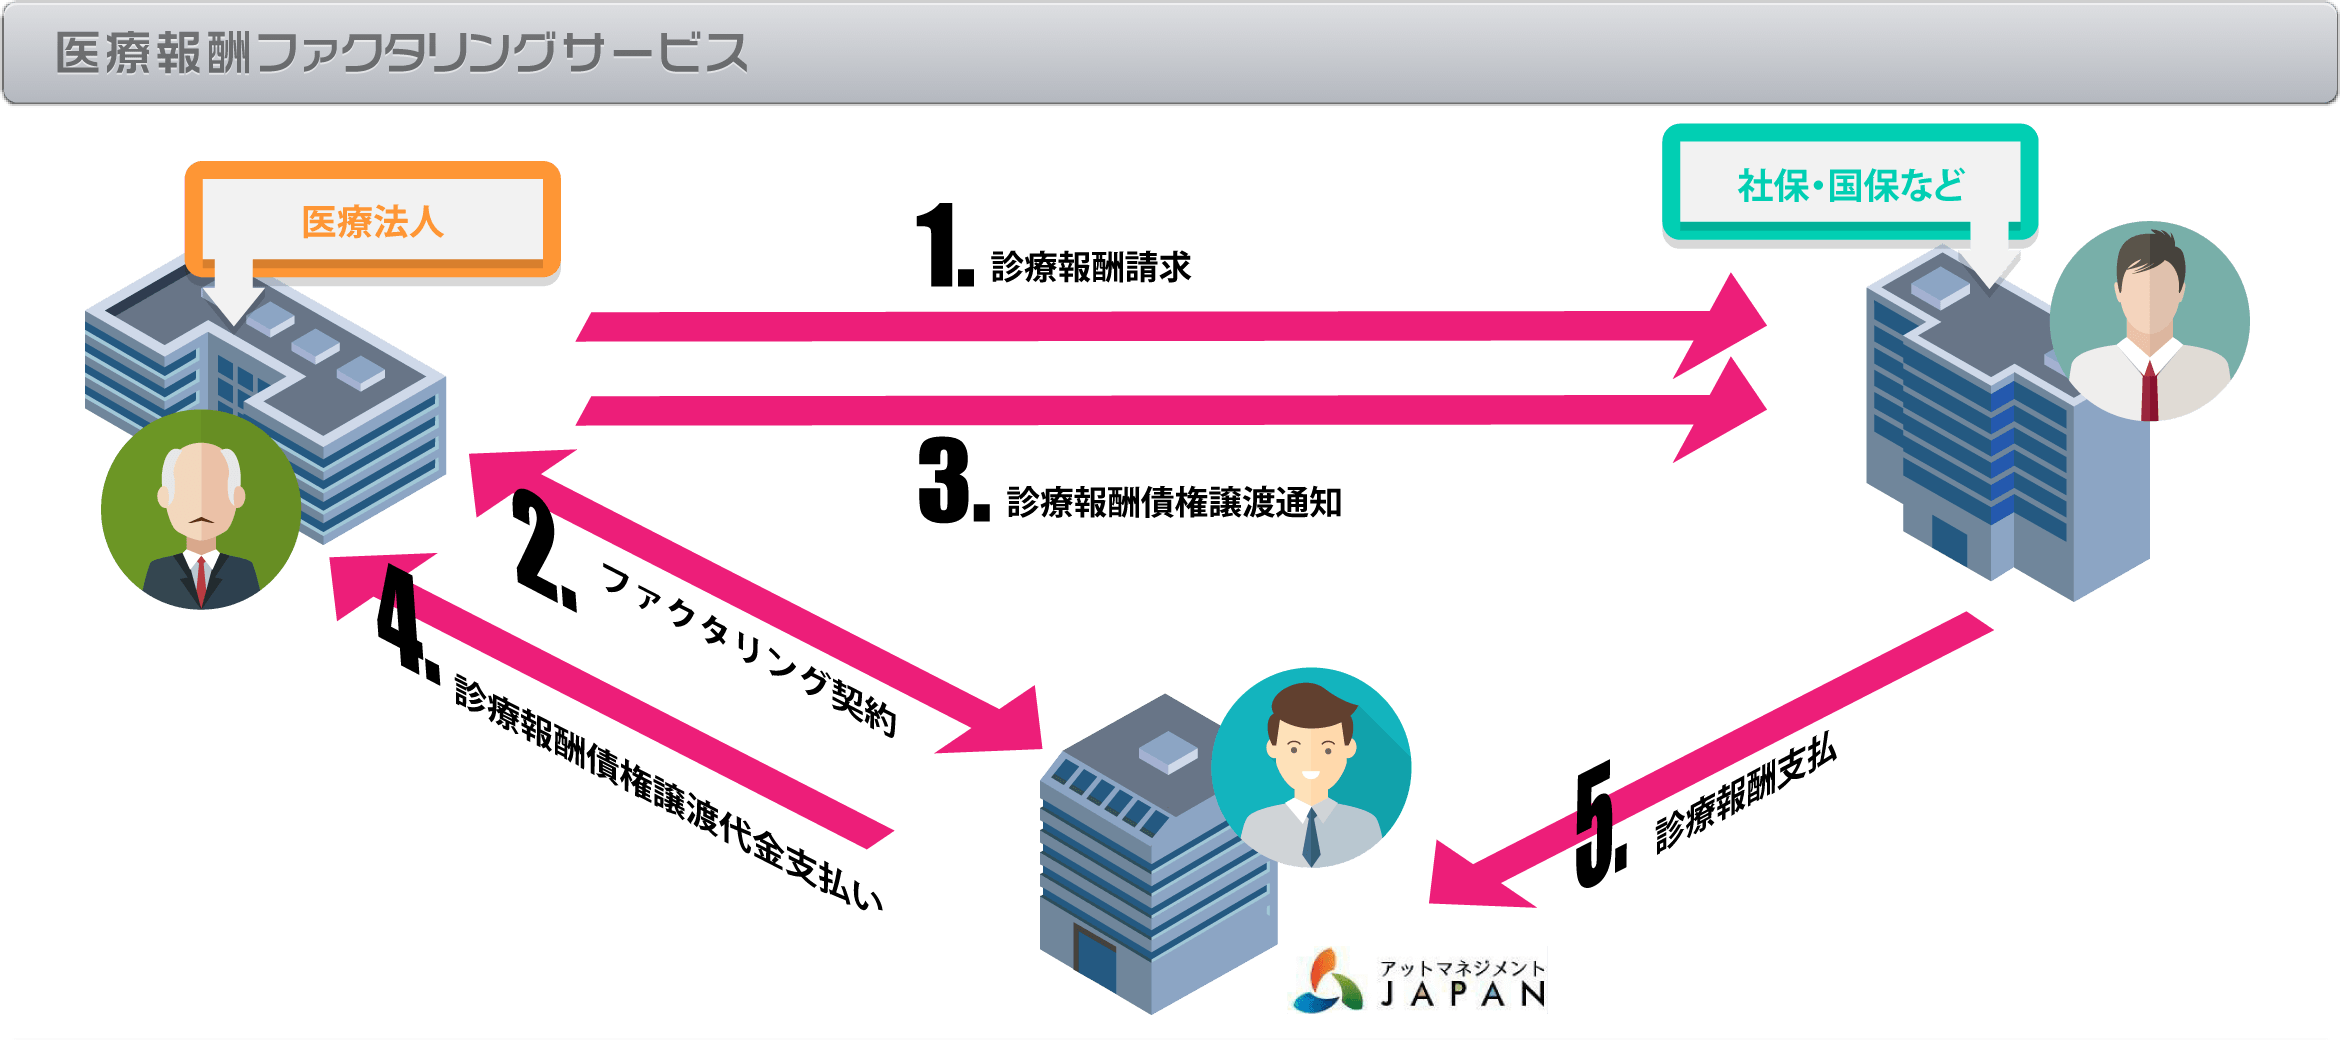 医療報酬ファクタリングサービス
医療法人
社保・国保など
1. 診療報酬請求
3. 診療報酬債権譲渡通知
2. ファクタリング契約
4. 診療報酬債権譲渡代金支払い
5. 診療報酬支払
アットマネジメント
JAPAN